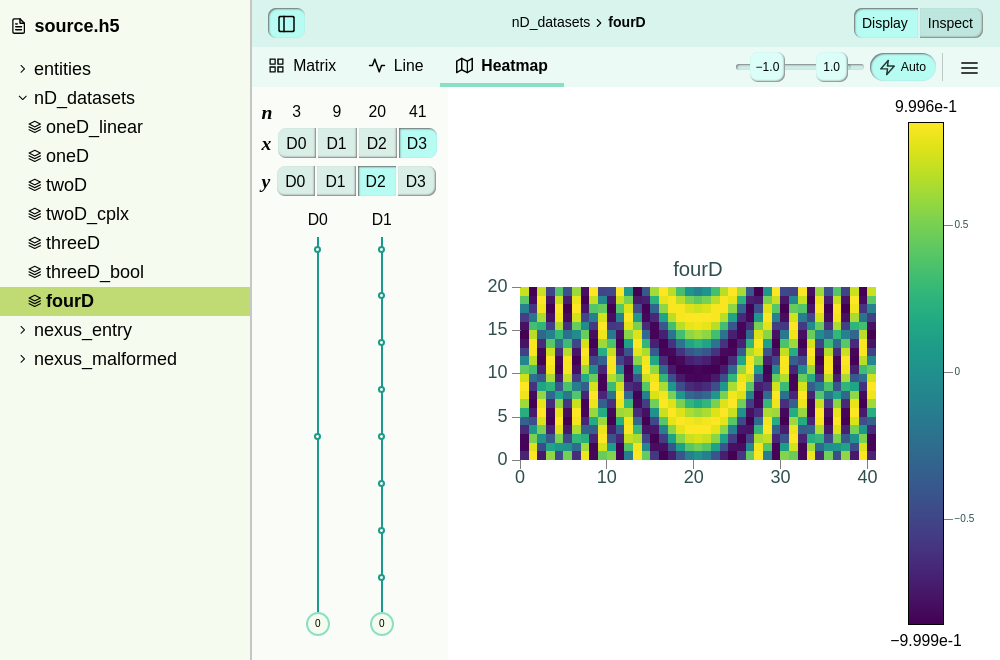 source.h5
entities
nD_datasets
oneD_linear
oneD
twoD
twoD_cplx
threeD
threeD_bool
fourD
nexus_entry
nexus_malformed
nD_datasets › fourD
Display Inspect
Matrix Line Heatmap
−1.0 1.0 Auto
n 3 9 20 41
x D0 D1 D2 D3
y D0 D1 D2 D3
D0 D1
0 0
fourD
20
15
10
5
0
0 10 20 30 40
9.996e-1
0.5
0
−0.5
−9.999e-1